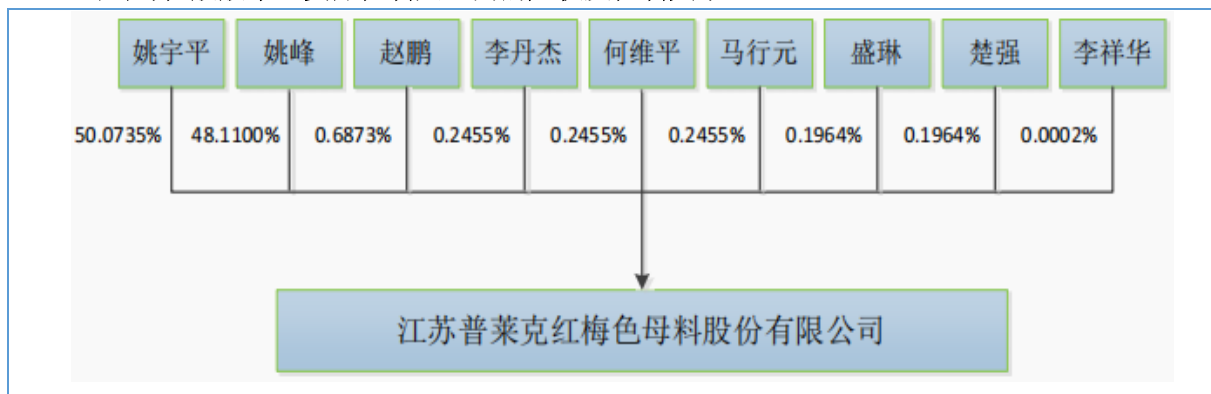 姚宇平 姚峰 赵鹏 李丹杰 何维平 马行元 盛琳 楚强 李祥华
50.0735% 48.1100% 0.6873% 0.2455% 0.2455% 0.2455% 0.1964% 0.1964% 0.0002%
江苏普莱克红梅色母料股份有限公司